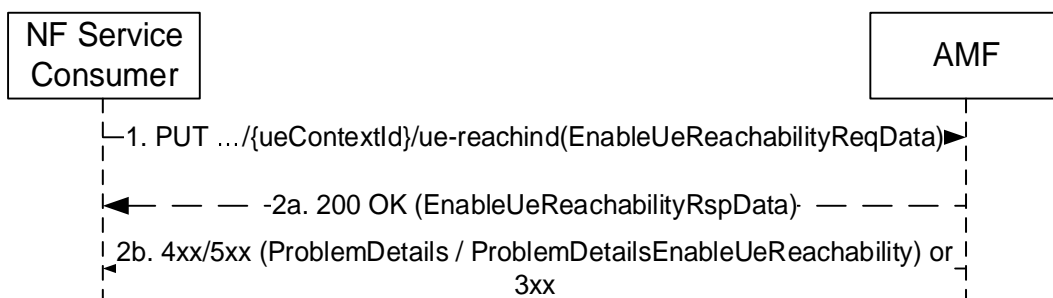 NF Service
Consumer
AMF
1. PUT .../{ueContextId}/ue-reachind(EnableUeReachabilityReqData)
2a. 200 OK (EnableUeReachabilityRspData)
2b. 4xx/5xx (ProblemDetails / ProblemDetailsEnableUeReachability) or
3xx